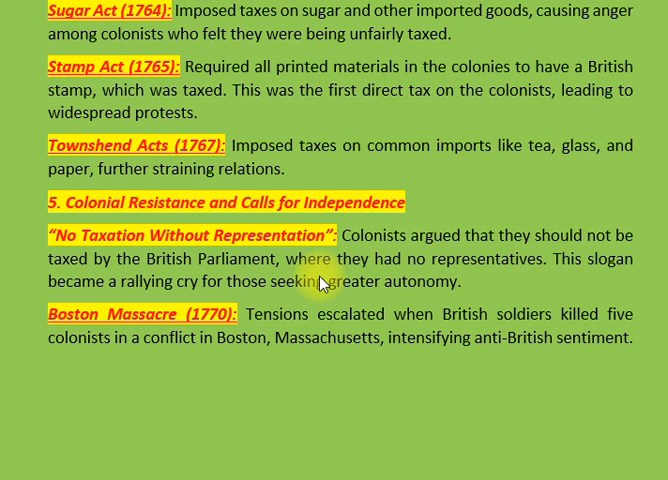 Sugar Act (1764): Imposed taxes on sugar and other imported goods, causing anger
among colonists who felt they were being unfairly taxed.
Stamp Act (1765): Required all printed materials in the colonies to have a British
stamp, which was taxed. This was the first direct tax on the colonists, leading to
widespread protests.
Townshend Acts (1767): Imposed taxes on common imports like tea, glass, and
paper, further straining relations.
5. Colonial Resistance and Calls for Independence
“No Taxation Without Representation”: Colonists argued that they should not be
taxed by the British Parliament, where they had no representatives. This slogan
became a rallying cry for those seeking greater autonomy.
Boston Massacre (1770): Tensions escalated when British soldiers killed five
colonists in a conflict in Boston, Massachusetts, intensifying anti-British sentiment.